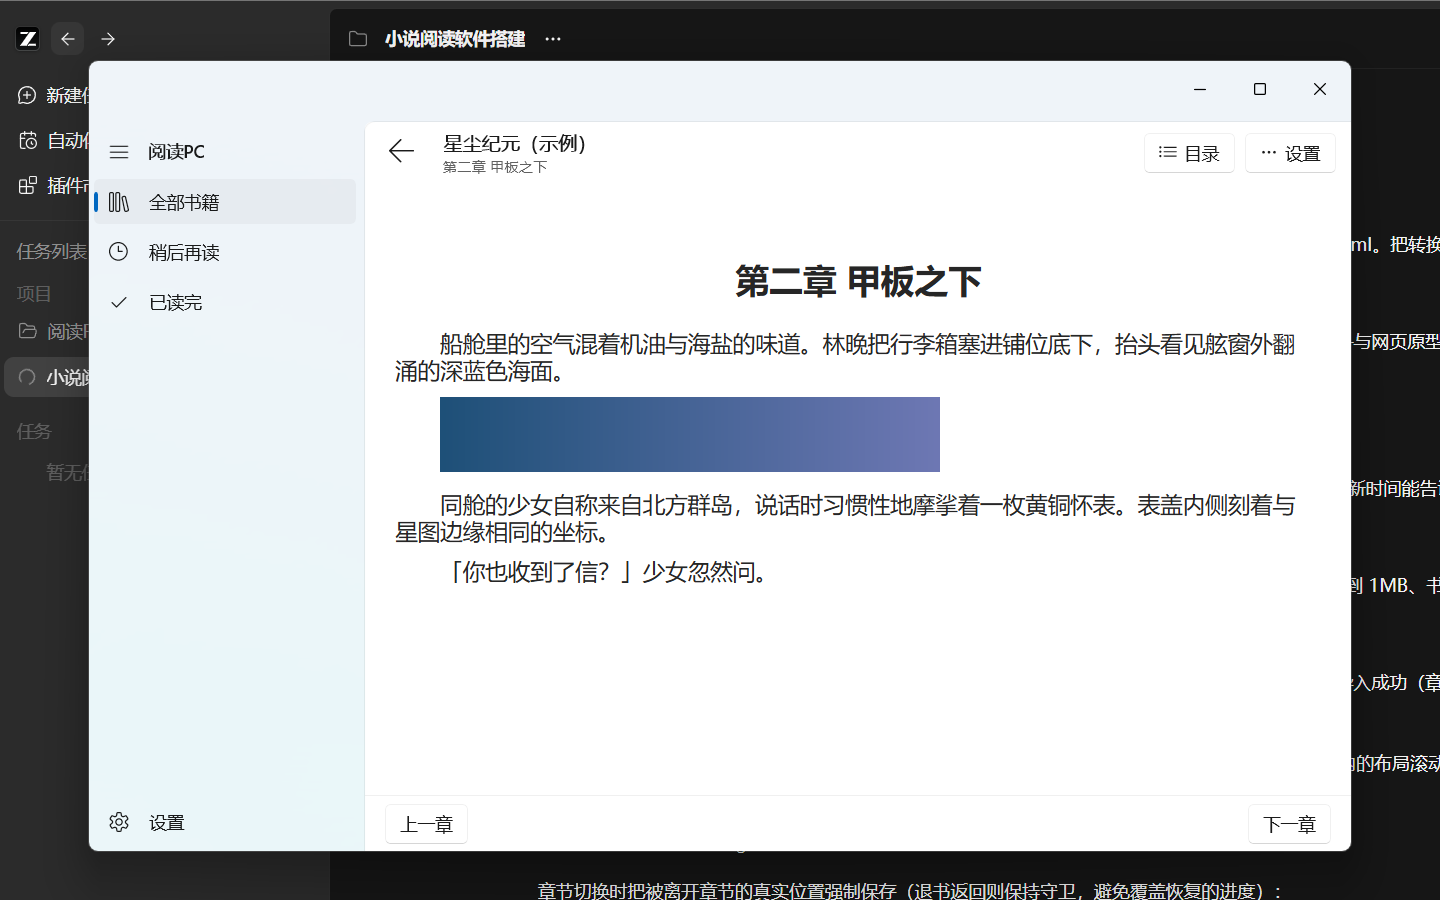 小说阅读软件搭建
新建
自动
插件
任务列表
项目
阅读
小说
任务
暂无
阅读PC
全部书籍
稍后再读
已读完
设置
星尘纪元（示例）
第二章 甲板之下
目录
设置
第二章 甲板之下
船舱里的空气混着机油与海盐的味道。林晚把行李箱塞进铺位底下，抬头看见舷窗外翻
涌的深蓝色海面。
同舱的少女自称来自北方群岛，说话时习惯性地摩挲着一枚黄铜怀表。表盖内侧刻着与
星图边缘相同的坐标。
「你也收到了信？」少女忽然问。
上一章
下一章
ml。把转换
与网页原型
新时间能告
到 1MB、书
入成功（章
的布局滚动
章节切换时把被离开章节的真实位置强制保存（退书返回则保持守卫，避免覆盖恢复的进度）：